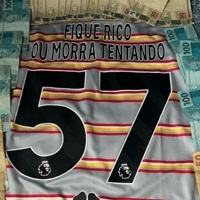 FIQUE RICO
OU MORRA TENTANDO
57